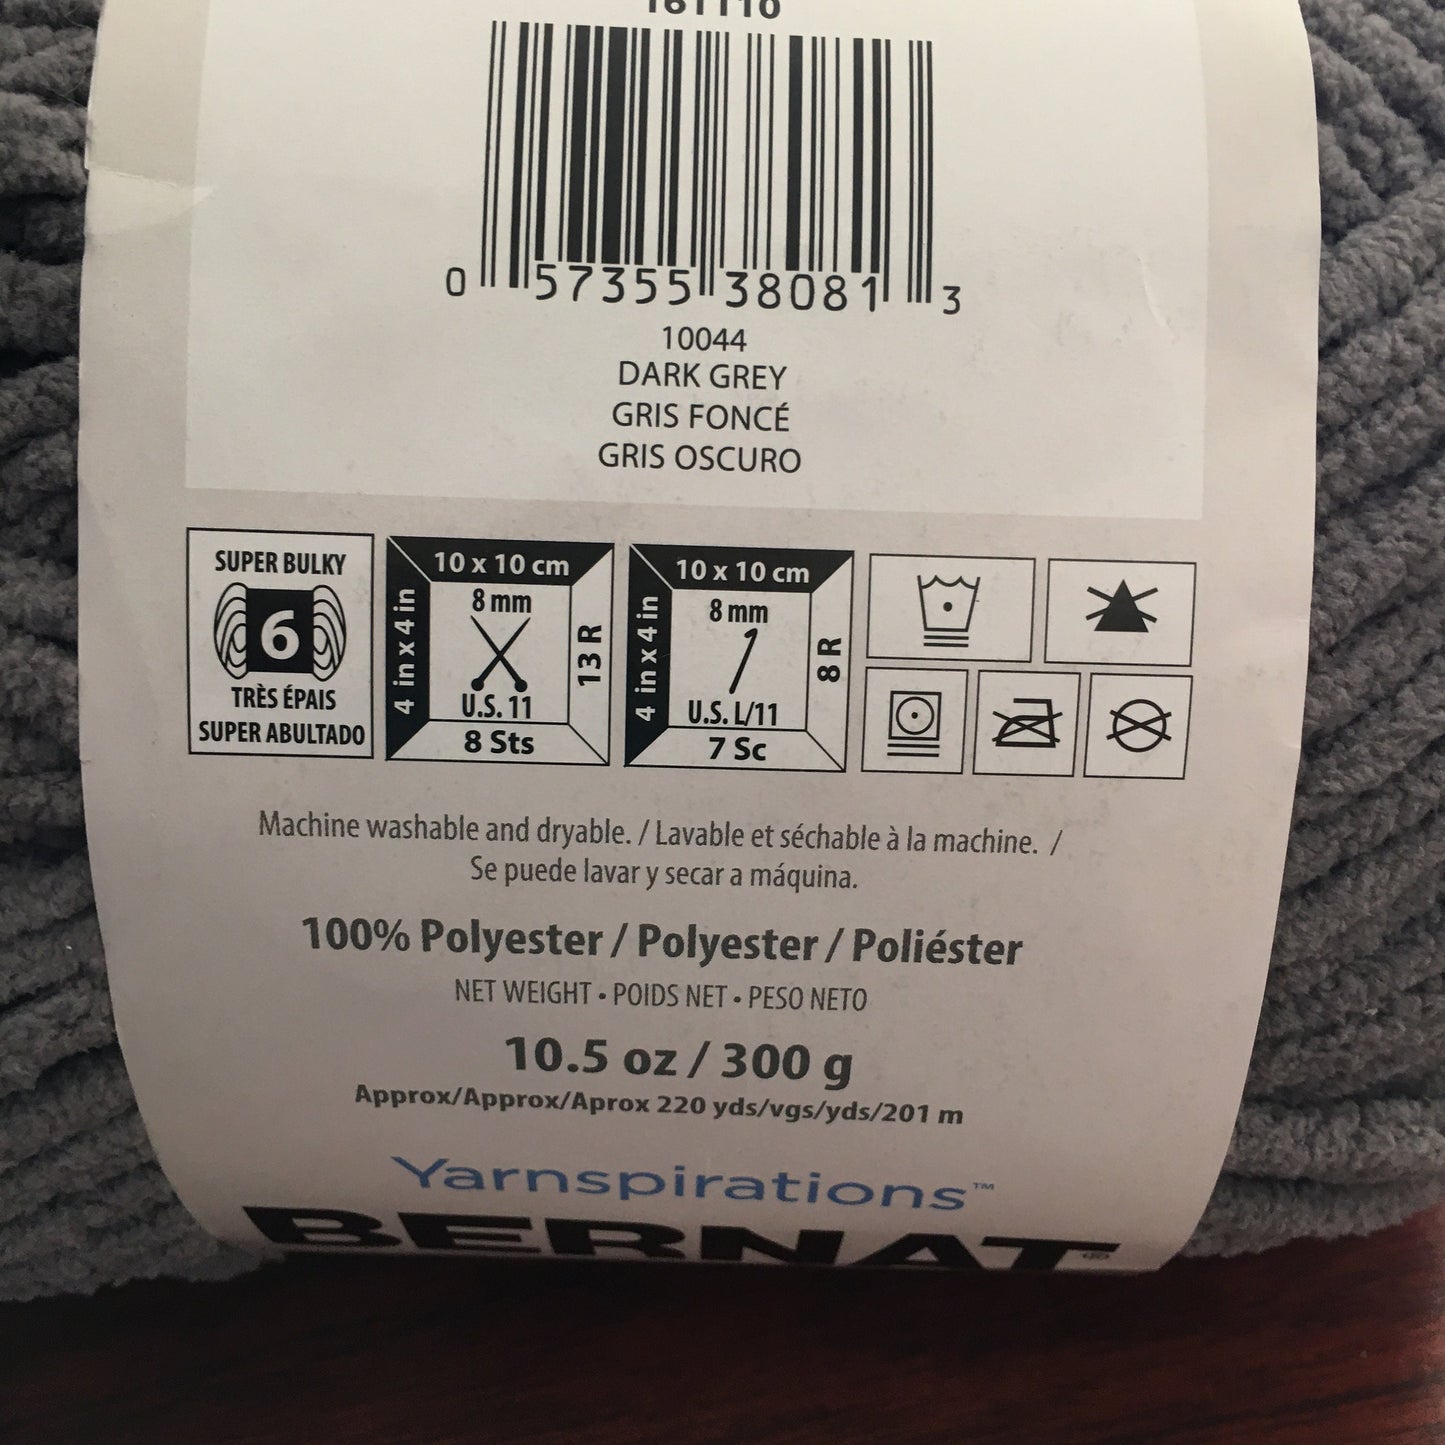 161110
0 57355 38081 3
10044
DARK GREY
GRIS FONCÉ
GRIS OSCURO
SUPER BULKY
6
TRÈS ÉPAIS
SUPER ABULTADO
10 x 10 cm
4 in x 4 in
8 mm
13 R
U.S. 11
8 Sts
10 x 10 cm
4 in x 4 in
8 mm
8 R
U.S. L/11
7 Sc
Machine washable and dryable. / Lavable et séchable à la machine. /
Se puede lavar y secar a máquina.
100% Polyester / Polyester / Poliéster
NET WEIGHT • POIDS NET • PESO NETO
10.5 oz / 300 g
Approx/Approx/Aprox 220 yds/vgs/yds/201 m
Yarnspirations™
BERNAT®